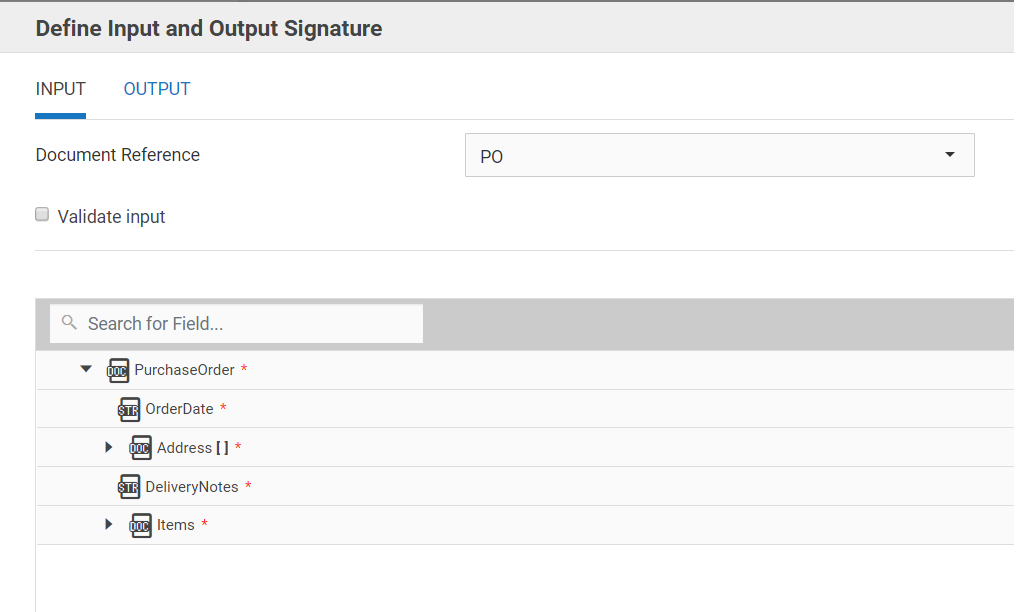 Define Input and Output Signature
INPUT OUTPUT
Document Reference PO
Validate input
Search for Field...
DOC PurchaseOrder *
STR OrderDate *
DOC Address [ ] *
STR DeliveryNotes *
DOC Items *